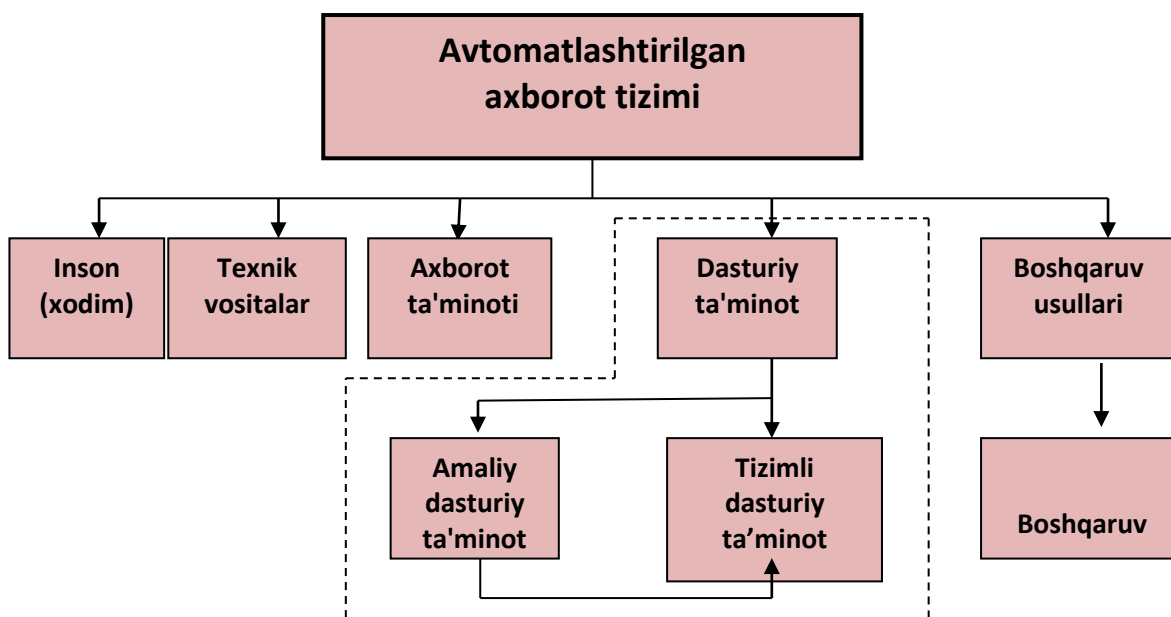 Avtomatlashtirilgan
axborot tizimi
Inson
(xodim)
Texnik
vositalar
Axborot
ta'minoti
Dasturiy
ta'minot
Boshqaruv
usullari
Amaliy
dasturiy
ta'minot
Tizimli
dasturiy
ta’minot
Boshqaruv